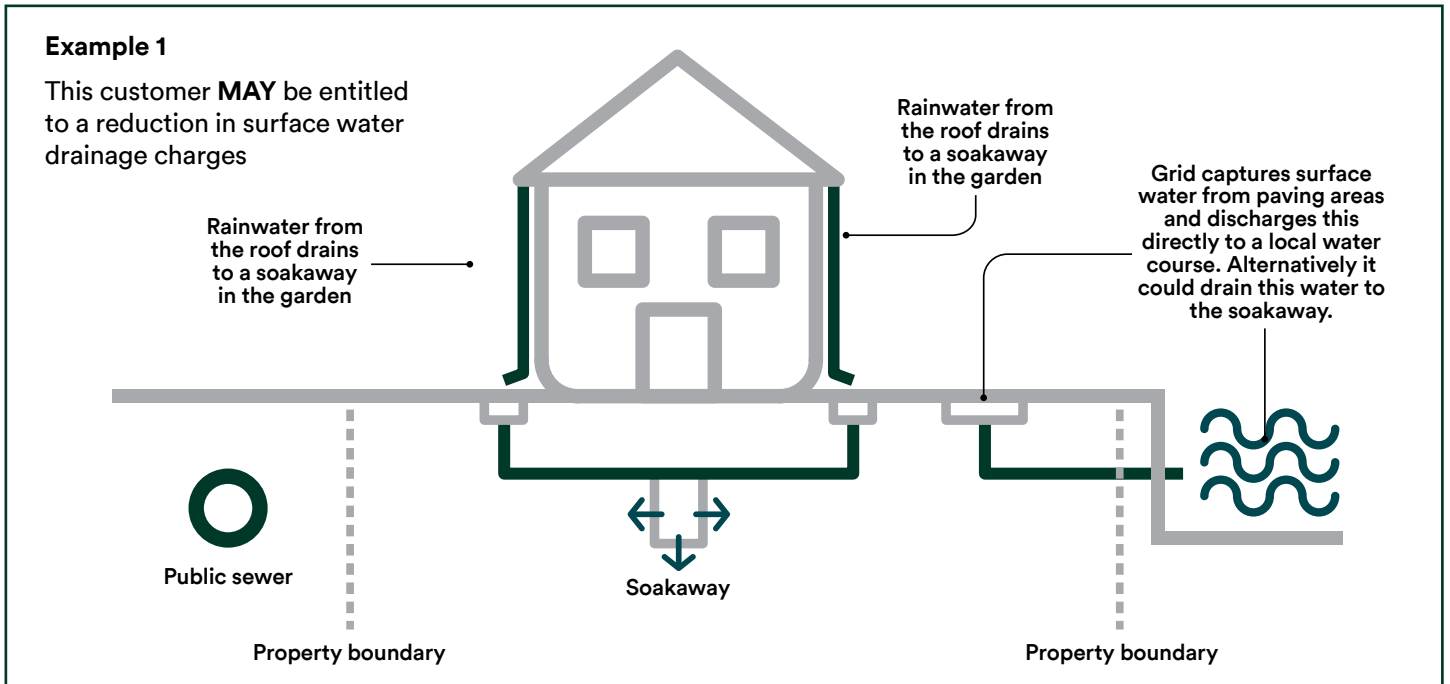 Example 1
This customer MAY be entitled
to a reduction in surface water
drainage charges
Rainwater from
the roof drains
to a soakaway
in the garden
Rainwater from
the roof drains
to a soakaway
in the garden
Grid captures surface
water from paving areas
and discharges this
directly to a local water
course. Alternatively it
could drain this water to
the soakaway.
Public sewer
Soakaway
Property boundary
Property boundary